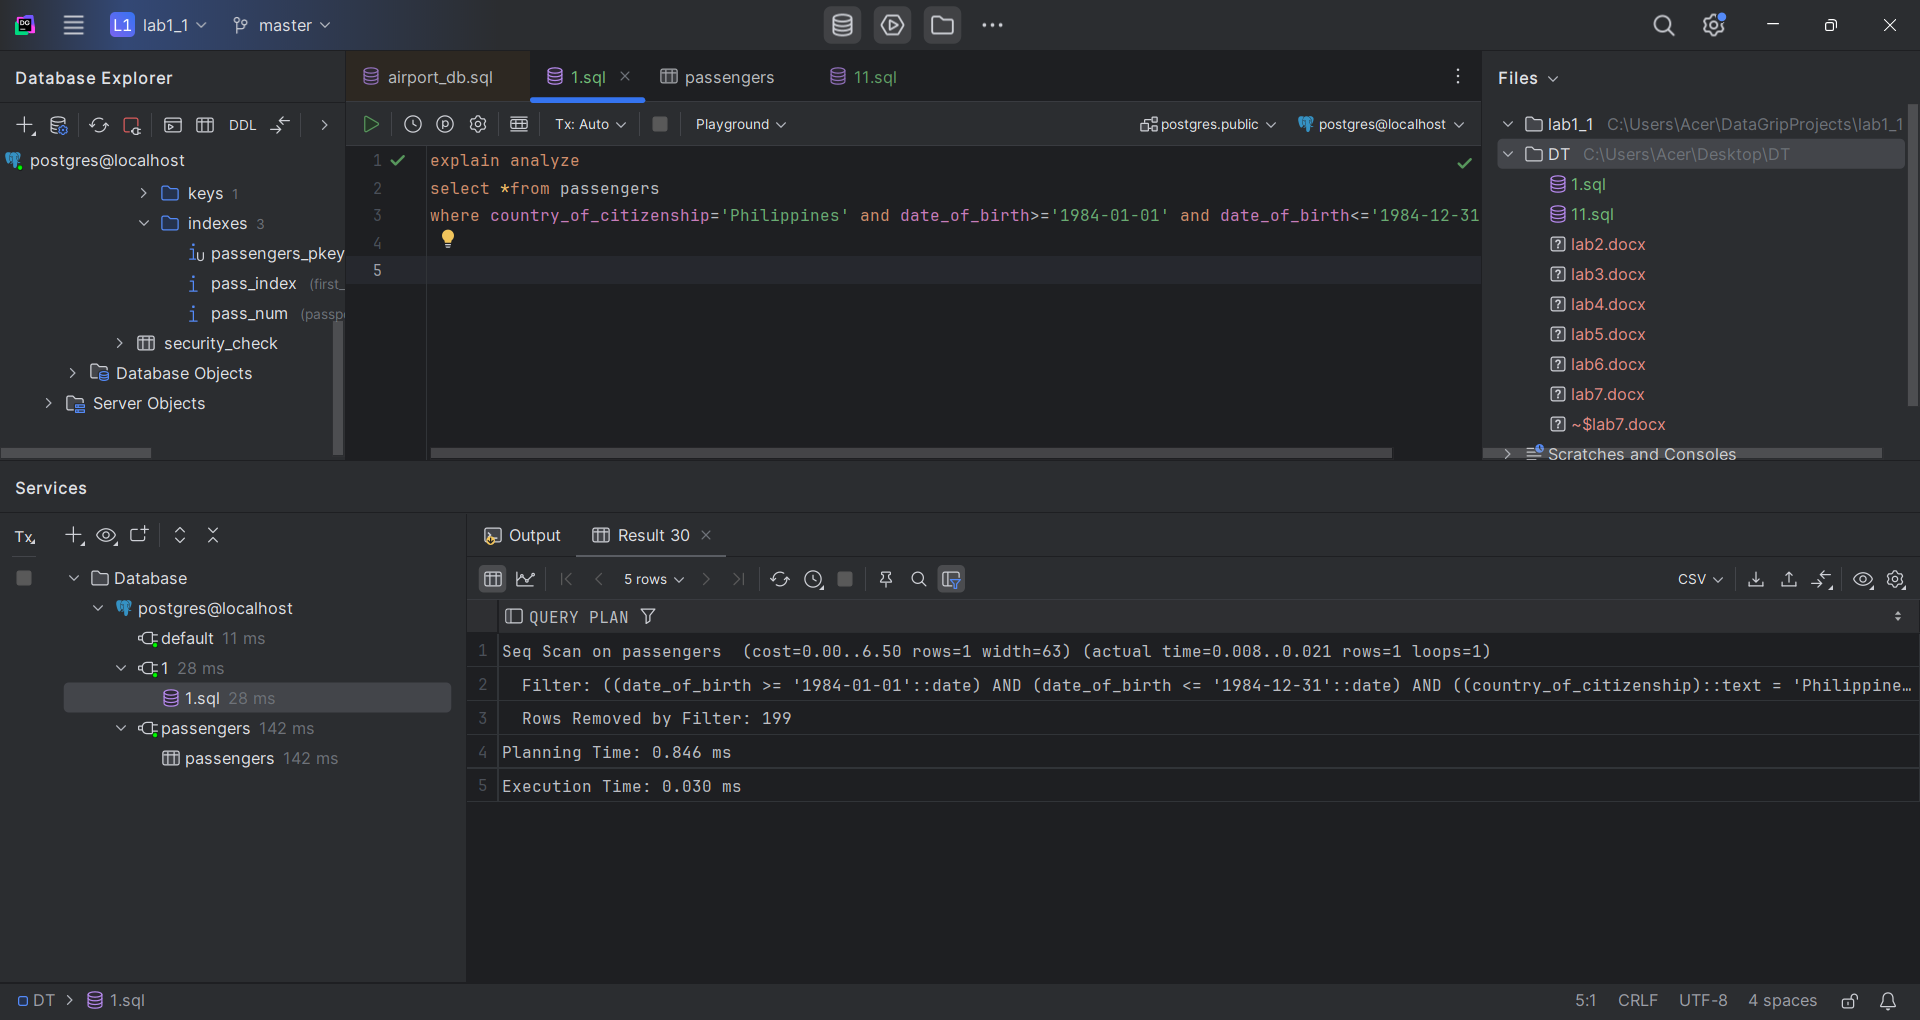 L1 lab1_1 master
Database Explorer
airport_db.sql 1.sql passengers 11.sql
Files
DDL
Tx: Auto Playground postgres.public postgres@localhost
postgres@localhost
keys 1
indexes 3
passengers_pkey
pass_index (first_
pass_num (passp
security_check
Database Objects
Server Objects
1 explain analyze
2 select *from passengers
3 where country_of_citizenship='Philippines' and date_of_birth>='1984-01-01' and date_of_birth<='1984-12-31
4
5
lab1_1 C:\Users\Acer\DataGripProjects\lab1_1
DT C:\Users\Acer\Desktop\DT
1.sql
11.sql
lab2.docx
lab3.docx
lab4.docx
lab5.docx
lab6.docx
lab7.docx
~$lab7.docx
Scratches and Consoles
Services
Tx
Database
postgres@localhost
default 11 ms
1 28 ms
1.sql 28 ms
passengers 142 ms
passengers 142 ms
Output Result 30
5 rows CSV
QUERY PLAN
1 Seq Scan on passengers (cost=0.00..6.50 rows=1 width=63) (actual time=0.008..0.021 rows=1 loops=1)
2 Filter: ((date_of_birth >= '1984-01-01'::date) AND (date_of_birth <= '1984-12-31'::date) AND ((country_of_citizenship)::text = 'Philippine…
3 Rows Removed by Filter: 199
4 Planning Time: 0.846 ms
5 Execution Time: 0.030 ms
DT 1.sql
5:1 CRLF UTF-8 4 spaces